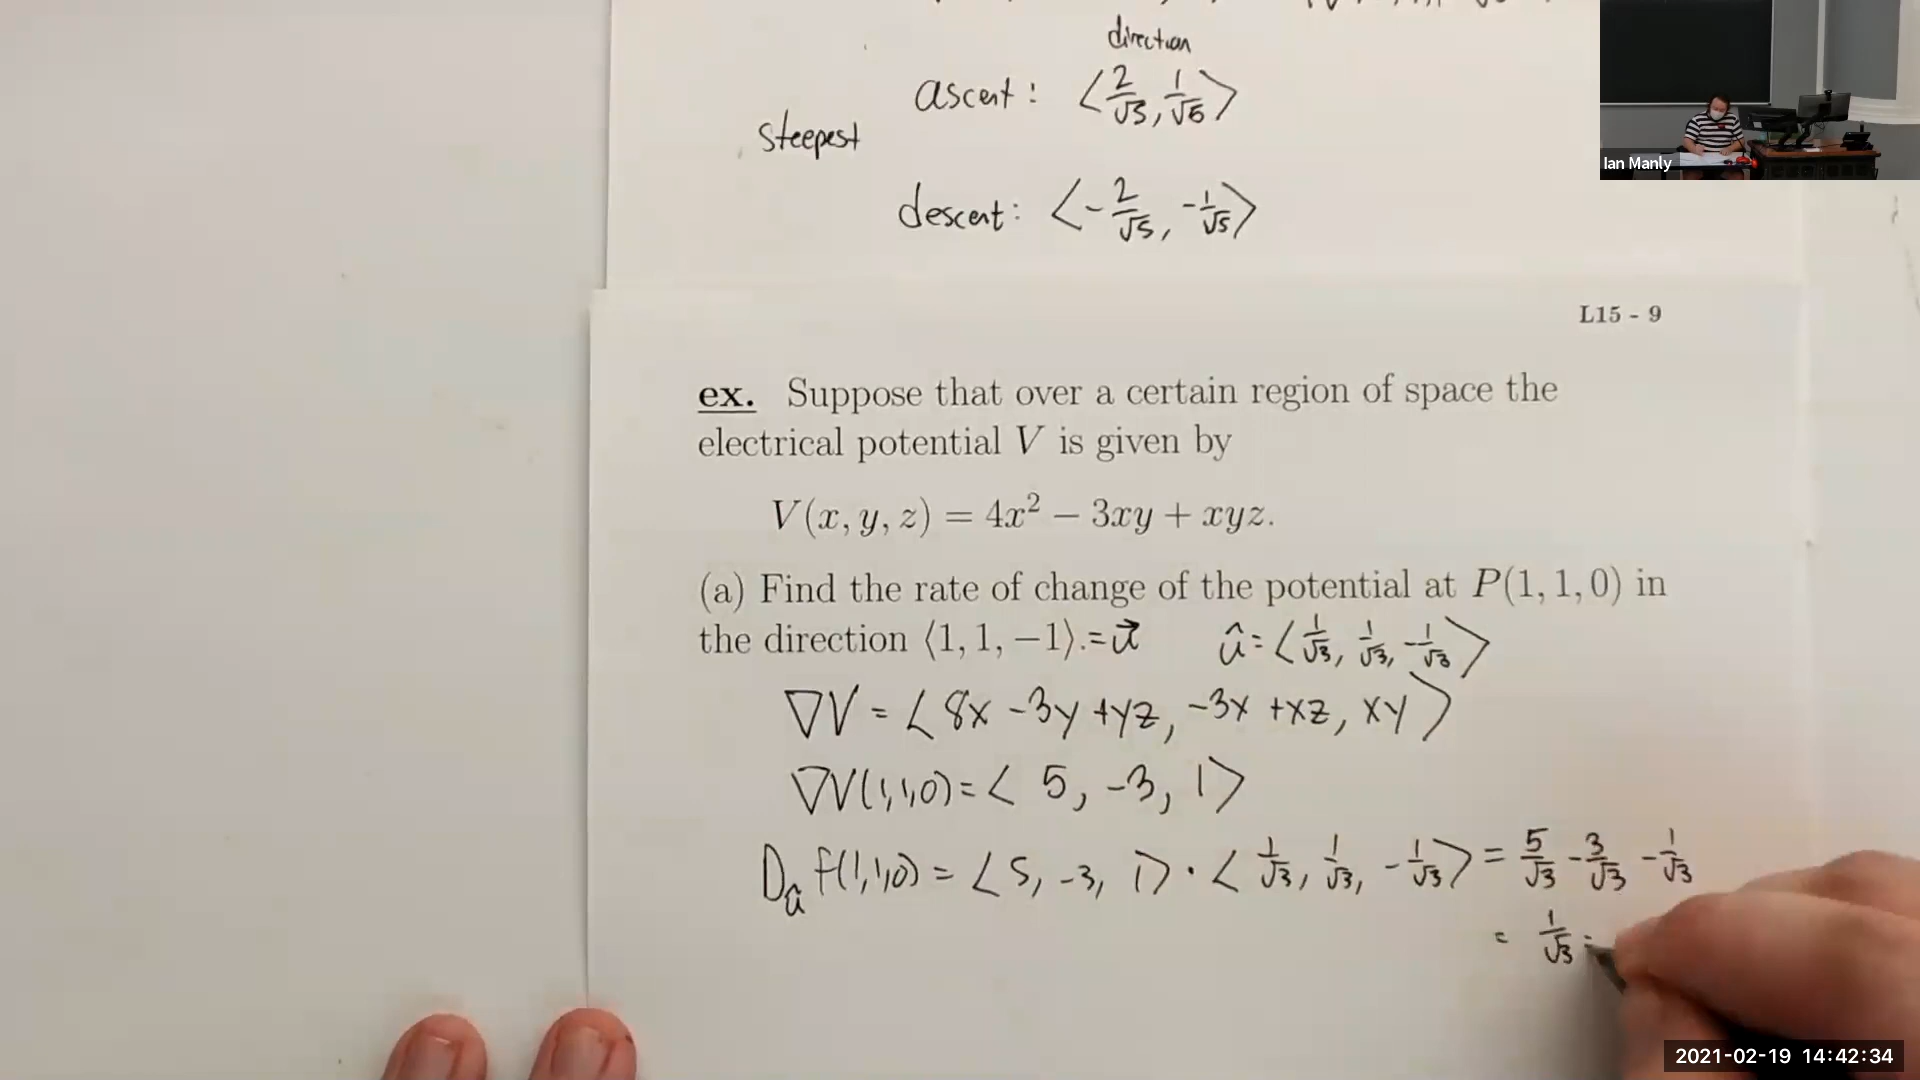 direction
ascent: ⟨2/√5, 1/√5⟩
steepest
descent: ⟨-2/√5, -1/√5⟩
Ian Manly
L15 - 9
ex. Suppose that over a certain region of space the
electrical potential V is given by
V(x, y, z) = 4x² − 3xy + xyz.
(a) Find the rate of change of the potential at P(1, 1, 0) in
the direction ⟨1, 1, −1⟩. = u⃗ û = ⟨1/√3, 1/√3, -1/√3⟩
∇V = ⟨8x - 3y + yz, -3x + xz, xy⟩
∇V(1,1,0) = ⟨5, -3, 1⟩
D_û f(1,1,0) = ⟨5, -3, 1⟩ · ⟨1/√3, 1/√3, -1/√3⟩ = 5/√3 - 3/√3 - 1/√3
= 1/√3 =
2021-02-19 14:42:34